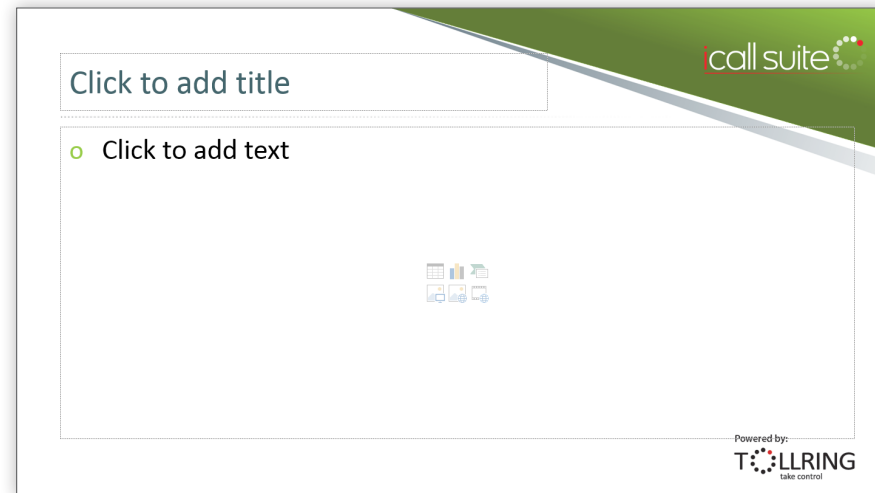 icall suite
Click to add title
o Click to add text
Powered by:
TOLLRING
take control